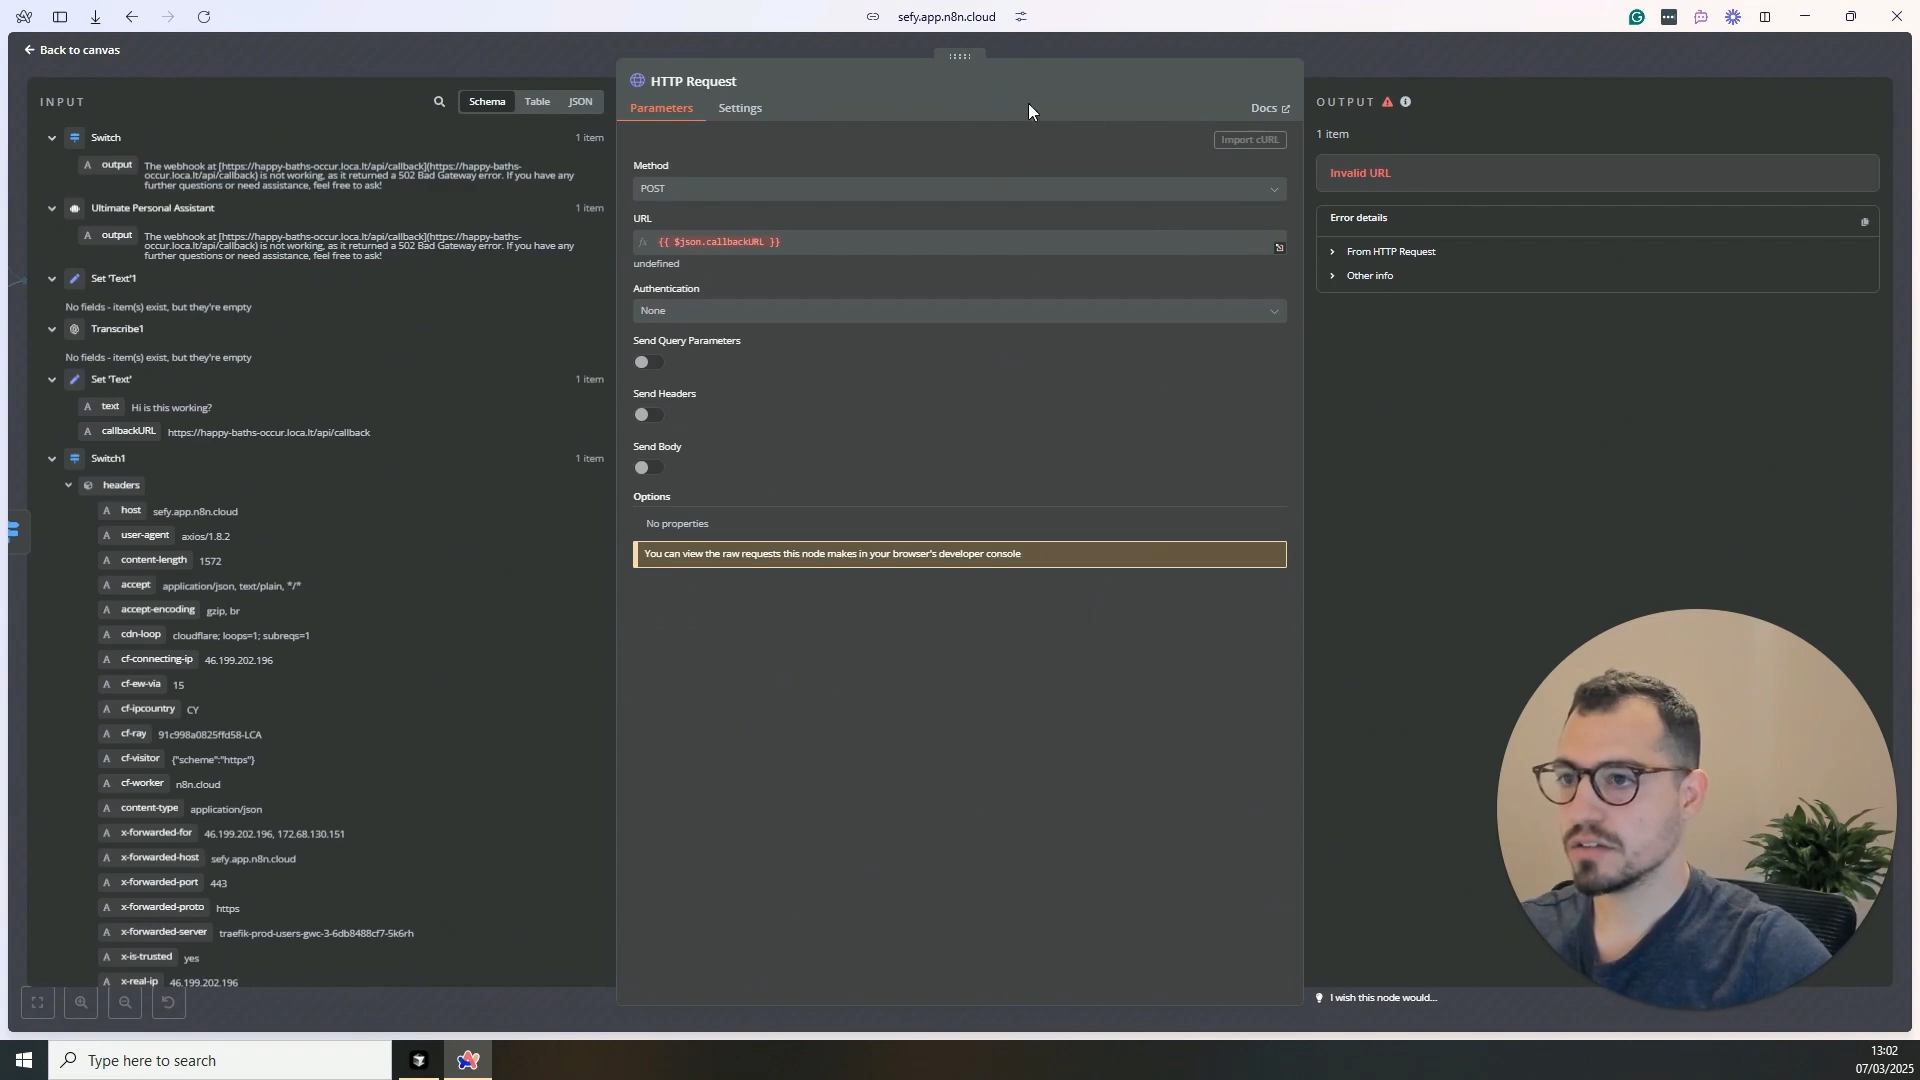 sefy.app.n8n.cloud
Back to canvas
INPUT
Schema
Table
JSON
Switch
1 item
A output
The webhook at [https://happy-baths-occur.loca.lt/api/callback](https://happy-baths-
occur.loca.lt/api/callback) is not working, as it returned a 502 Bad Gateway error. If you have any
further questions or need assistance, feel free to ask!
Ultimate Personal Assistant
1 item
A output
The webhook at [https://happy-baths-occur.loca.lt/api/callback](https://happy-baths-
occur.loca.lt/api/callback) is not working, as it returned a 502 Bad Gateway error. If you have any
further questions or need assistance, feel free to ask!
Set 'Text'1
No fields - item(s) exist, but they're empty
Transcribe1
No fields - item(s) exist, but they're empty
Set 'Text'
1 item
A text Hi is this working?
A callbackURL https://happy-baths-occur.loca.lt/api/callback
Switch1
1 item
headers
A host sefy.app.n8n.cloud
A user-agent axios/1.8.2
A content-length 1572
A accept application/json, text/plain, */*
A accept-encoding gzip, br
A cdn-loop cloudflare; loops=1; subreqs=1
A cf-connecting-ip 46.199.202.196
A cf-ew-via 15
A cf-ipcountry CY
A cf-ray 91c998a0825ffd58-LCA
A cf-visitor {"scheme":"https"}
A cf-worker n8n.cloud
A content-type application/json
A x-forwarded-for 46.199.202.196, 172.68.130.151
A x-forwarded-host sefy.app.n8n.cloud
A x-forwarded-port 443
A x-forwarded-proto https
A x-forwarded-server traefik-prod-users-gwc-3-6db8488cf7-5k6rh
A x-is-trusted yes
A x-real-ip 46.199.202.196
HTTP Request
Parameters
Settings
Docs
Import cURL
Method
POST
URL
fx {{ $json.callbackURL }}
undefined
Authentication
None
Send Query Parameters
Send Headers
Send Body
Options
No properties
You can view the raw requests this node makes in your browser's developer console
OUTPUT
1 item
Invalid URL
Error details
From HTTP Request
Other info
I wish this node would...
Type here to search
13:02
07/03/2025